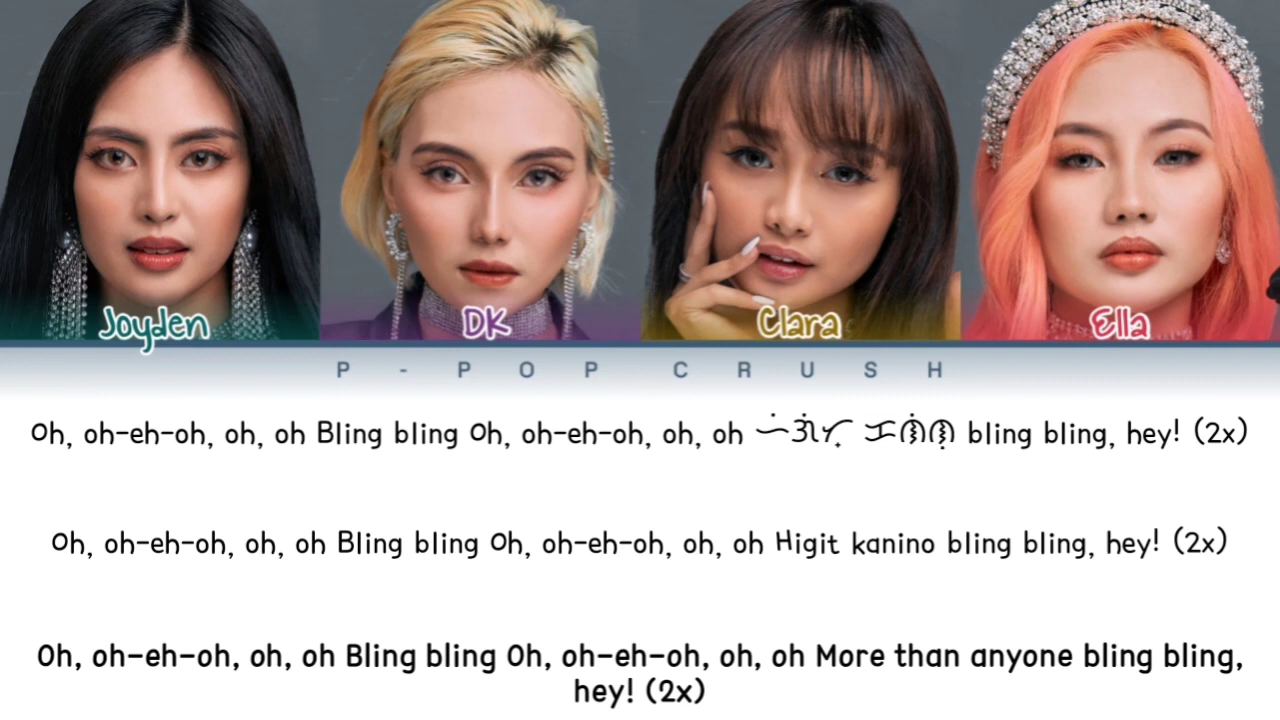 Joyden
DK
Clara
Ella
P - POP CRUSH
Oh, oh-eh-oh, oh, oh Bling bling Oh, oh-eh-oh, oh, oh ᜑᜒᜄᜒᜆ᜔ ᜃᜈᜒᜈᜓ bling bling, hey! (2x)
Oh, oh-eh-oh, oh, oh Bling bling Oh, oh-eh-oh, oh, oh Higit kanino bling bling, hey! (2x)
Oh, oh-eh-oh, oh, oh Bling bling Oh, oh-eh-oh, oh, oh More than anyone bling bling,
hey! (2x)